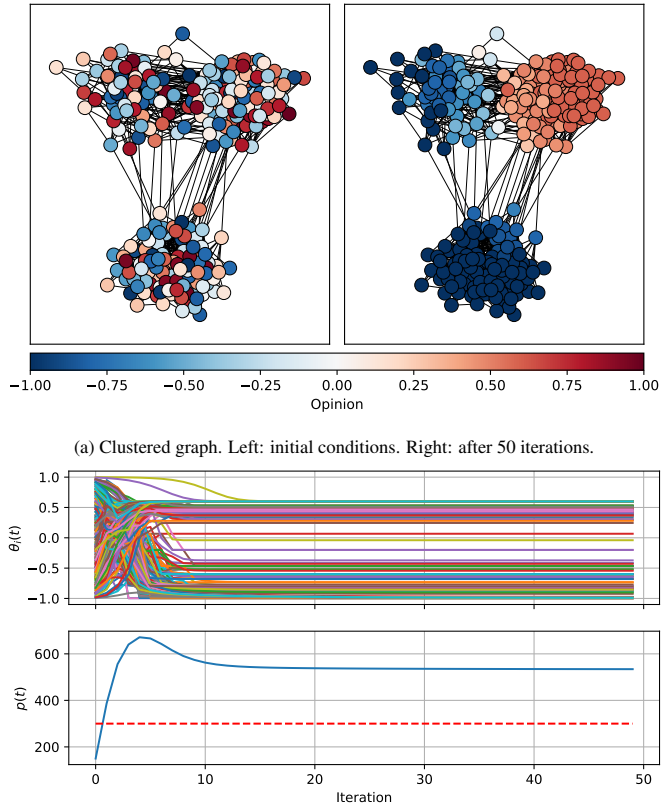 −1.00 −0.75 −0.50 −0.25 0.00 0.25 0.50 0.75 1.00
Opinion
(a) Clustered graph. Left: initial conditions. Right: after 50 iterations.
1.0
0.5
0.0
−0.5
−1.0
θi(t)
600
400
200
p(t)
0 10 20 30 40 50
Iteration